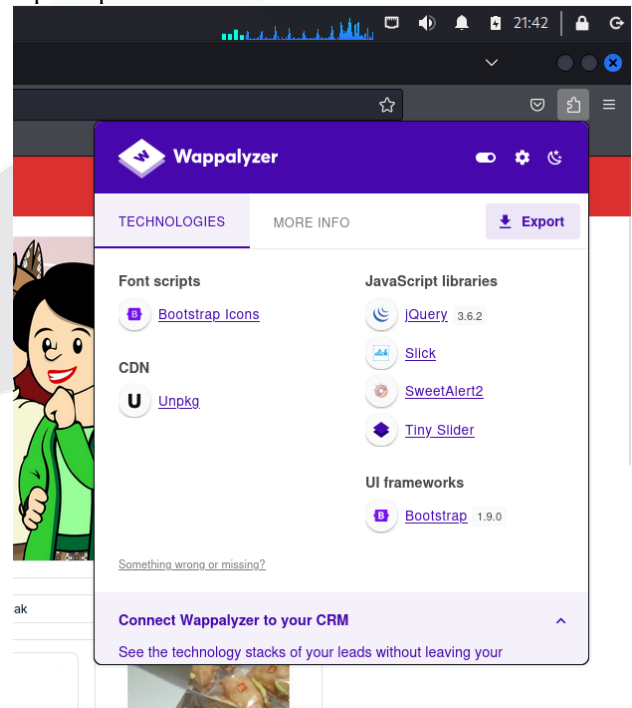 21:42
Wappalyzer
TECHNOLOGIES
MORE INFO
Export
Font scripts
Bootstrap Icons
CDN
Unpkg
JavaScript libraries
jQuery 3.6.2
Slick
SweetAlert2
Tiny Slider
UI frameworks
Bootstrap 1.9.0
Something wrong or missing?
ak
Connect Wappalyzer to your CRM
See the technology stacks of your leads without leaving your